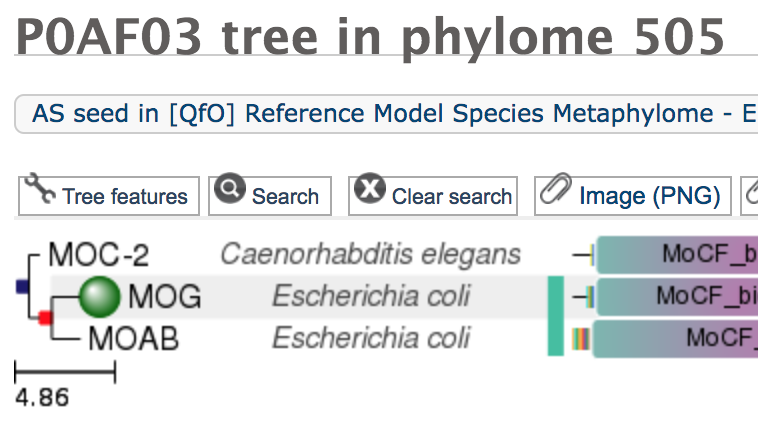 P0AF03 tree in phylome 505
AS seed in [QfO] Reference Model Species Metaphylome - E
Tree features Search Clear search Image (PNG)
MOC-2 Caenorhabditis elegans MoCF_b
MOG Escherichia coli MoCF_bi
MOAB Escherichia coli MoCF_
4.86